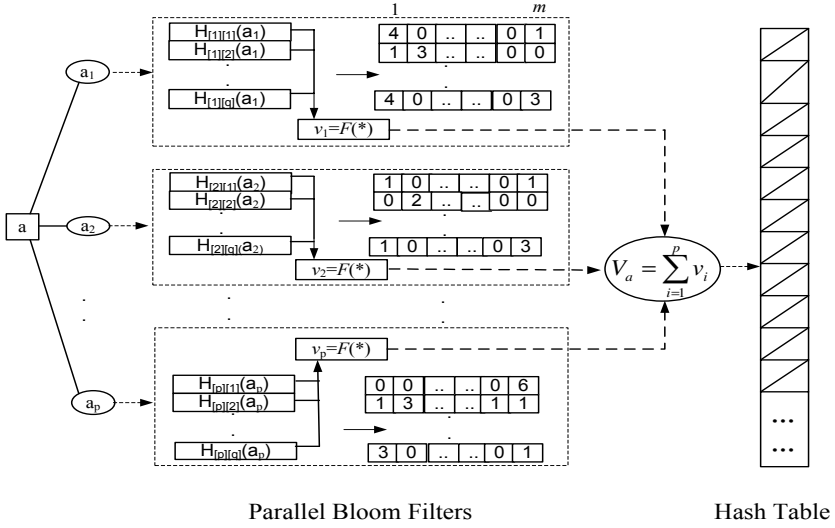 1 m
H[1][1](a1) 4 0 .. .. 0 1
H[1][2](a1) 1 3 .. .. 0 0
a1 . .
H[1][q](a1) 4 0 .. .. 0 3
v1=F(*)
H[2][1](a2) 1 0 .. .. 0 1
H[2][2](a2) 0 2 .. .. 0 0
a a2 . .
H[2][q](a2) 1 0 .. .. 0 3
v2=F(*) Va = ∑ p i=1 vi
. . . .
. . . .
vp=F(*)
H[p][1](ap) 0 0 .. .. 0 6
ap H[p][2](ap) 1 3 .. .. 1 1
. . ...
H[p][q](ap) 3 0 .. .. 0 1 ...
Parallel Bloom Filters Hash Table